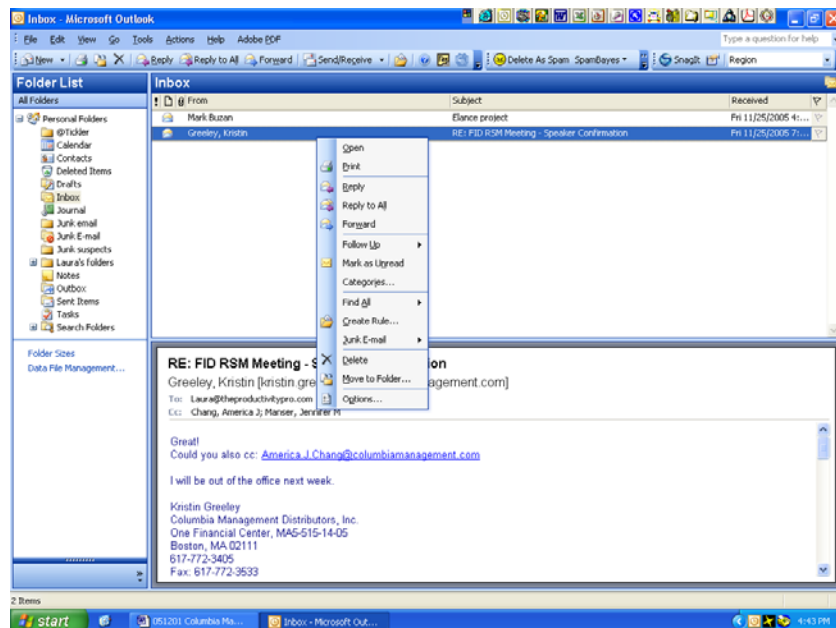 Inbox - Microsoft Outlook
File Edit View Go Tools Actions Help Adobe PDF
Type a question for help
New Reply Reply to All Forward Send/Receive Delete As Spam SpamBayes SnagIt Region
Folder List
Inbox
All Folders
From Subject Received
Personal Folders
Mark Buzan Elance project Fri 11/25/2005 4:...
@Tickler
Greeley, Kristin RE: FID RSM Meeting - Speaker Confirmation Fri 11/25/2005 7:...
Calendar
Contacts
Deleted Items
Drafts
Inbox
Journal
Junk email
Junk E-mail
Junk suspects
Laura's folders
Notes
Outbox
Sent Items
Tasks
Search Folders
Folder Sizes
Data File Management...
Open
Print
Reply
Reply to All
Forward
Follow Up
Mark as Unread
Categories...
Find All
Create Rule...
Junk E-mail
Delete
Move to Folder...
Options...
RE: FID RSM Meeting - S on
Greeley, Kristin [kristin.gre agement.com]
To: Laura@theproductivitypro.com
Cc: Chang, America J; Manser, Jennifer M
Great!
Could you also cc: America.J.Chang@columbiamanagement.com
I will be out of the office next week.
Kristin Greeley
Columbia Management Distributors, Inc.
One Financial Center, MA5-515-14-05
Boston, MA 02111
617-772-3405
Fax: 617-772-3533
2 Items
start 051201 Columbia Ma... Inbox - Microsoft Out... 4:43 PM